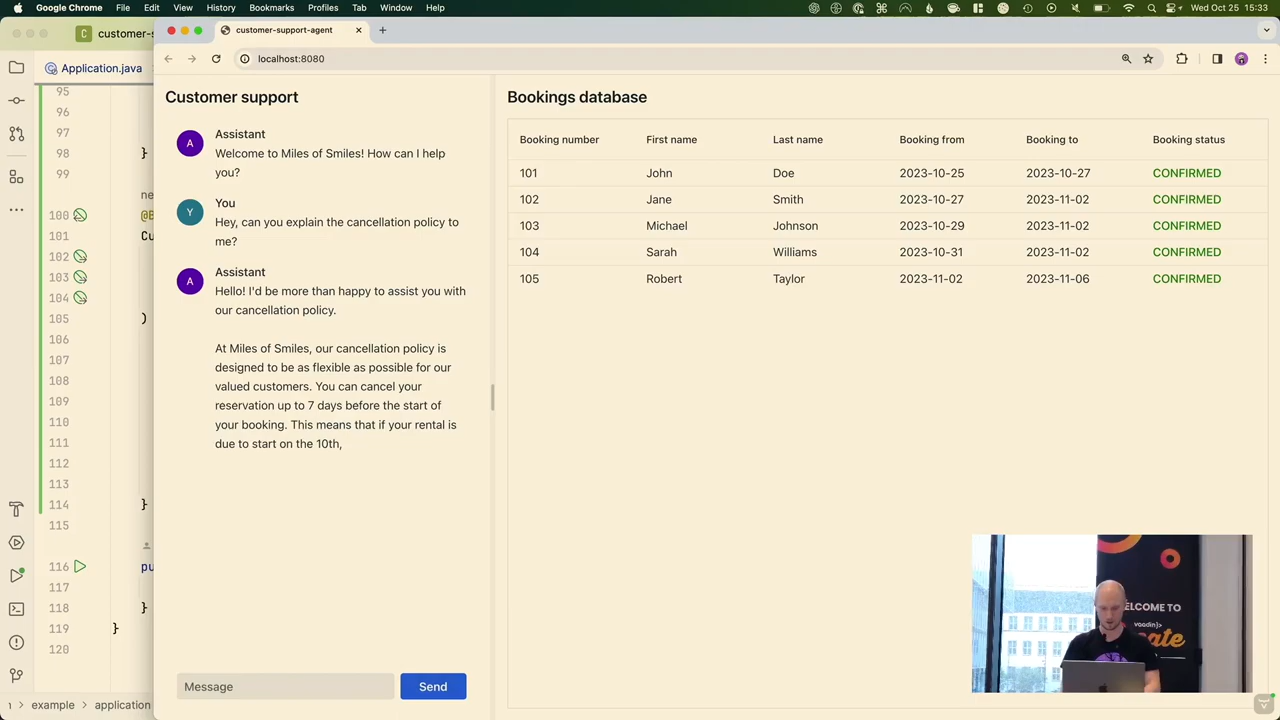 Google Chrome File Edit View History Bookmarks Profiles Tab Window Help Wed Oct 25 15:33
C customer-s
customer-support-agent
Application.java
localhost:8080
95
96
97
98 }
99
ne
100 @B
101 Cu
102
103
104
105 )
106
107
108
109
110
111
112
113
114 }
115
116 pu
117
118 }
119 }
120
example application
Customer support
A
Assistant
Welcome to Miles of Smiles! How can I help
you?
Y
You
Hey, can you explain the cancellation policy to
me?
A
Assistant
Hello! I'd be more than happy to assist you with
our cancellation policy.
At Miles of Smiles, our cancellation policy is
designed to be as flexible as possible for our
valued customers. You can cancel your
reservation up to 7 days before the start of
your booking. This means that if your rental is
due to start on the 10th,
Message
Send
Bookings database
Booking number First name Last name Booking from Booking to Booking status
101 John Doe 2023-10-25 2023-10-27 CONFIRMED
102 Jane Smith 2023-10-27 2023-11-02 CONFIRMED
103 Michael Johnson 2023-10-29 2023-11-02 CONFIRMED
104 Sarah Williams 2023-10-31 2023-11-02 CONFIRMED
105 Robert Taylor 2023-11-02 2023-11-06 CONFIRMED
ELCOME TO
vaadin}>
eate